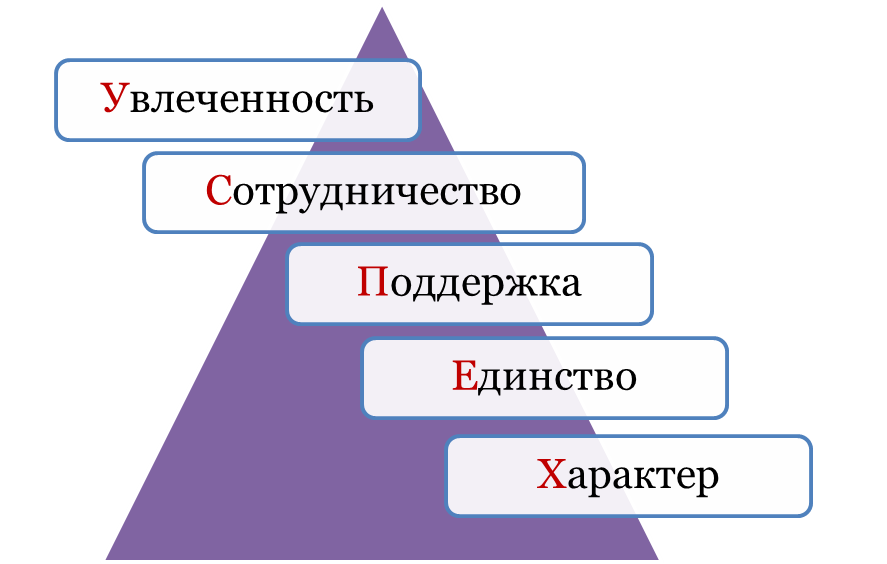 Увлеченность
Сотрудничество
Поддержка
Единство
Характер